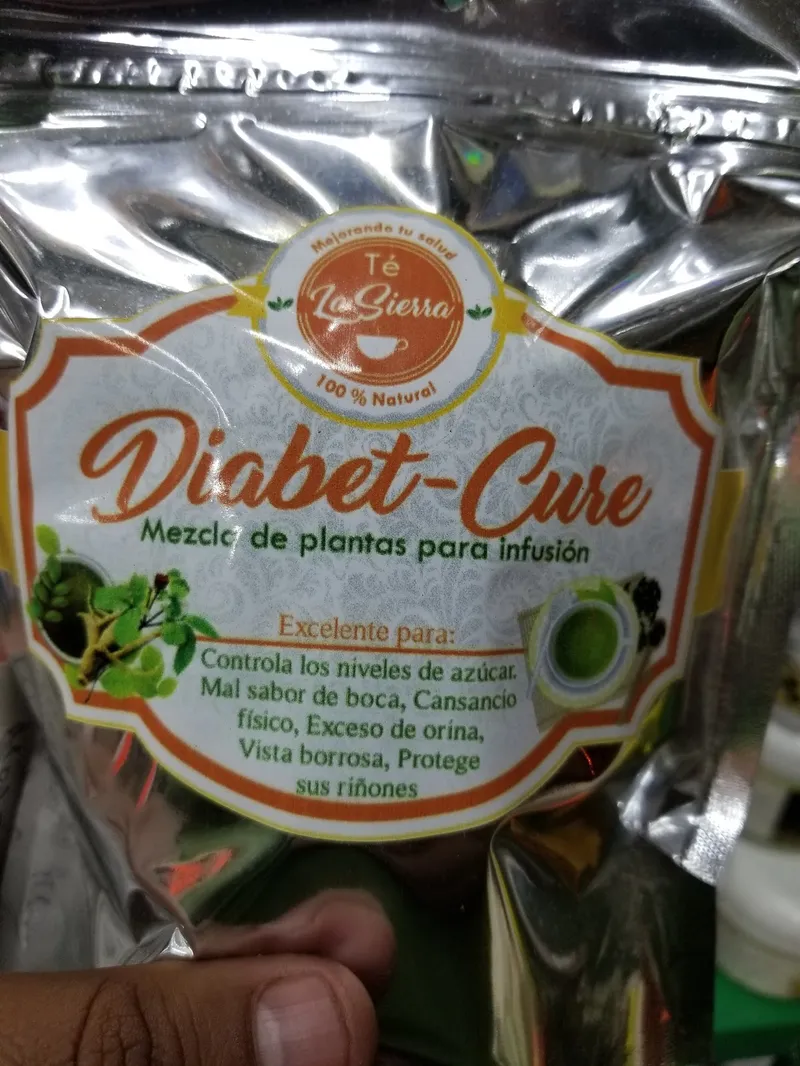 Mejorando tu salud
Té
La Sierra
100 % Natural
Diabet-Cure
Mezcla de plantas para infusión
Excelente para:
Controla los niveles de azúcar.
Mal sabor de boca, Cansancio
físico, Exceso de orina,
Vista borrosa, Protege
sus riñones